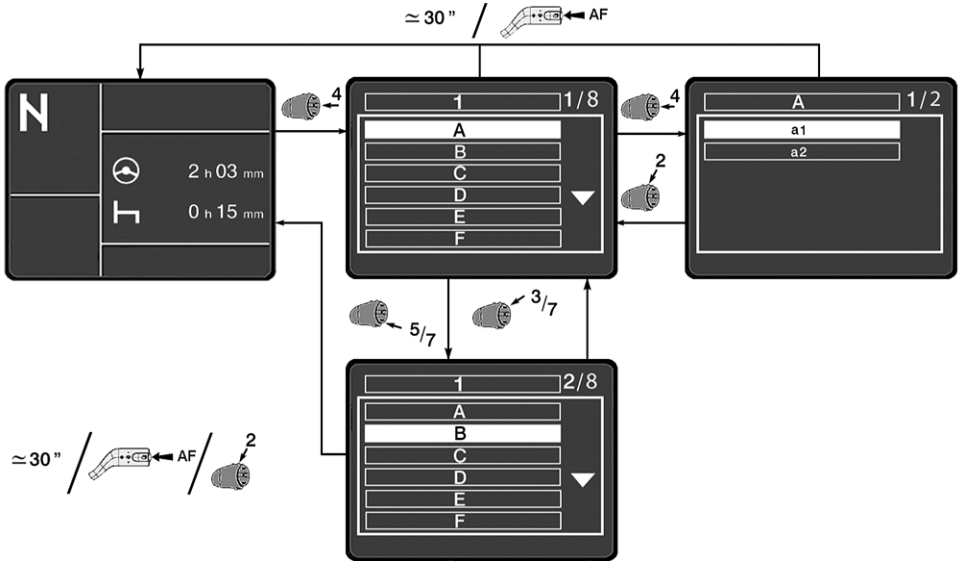 ≃ 30 " / AF
N
2 h 03 mm
0 h 15 mm
4
1 1/8
A
B
C
D
E
F
4
2
A 1/2
a1
a2
5/7
3/7
1 2/8
A
B
C
D
E
F
≃ 30 " / AF / 2